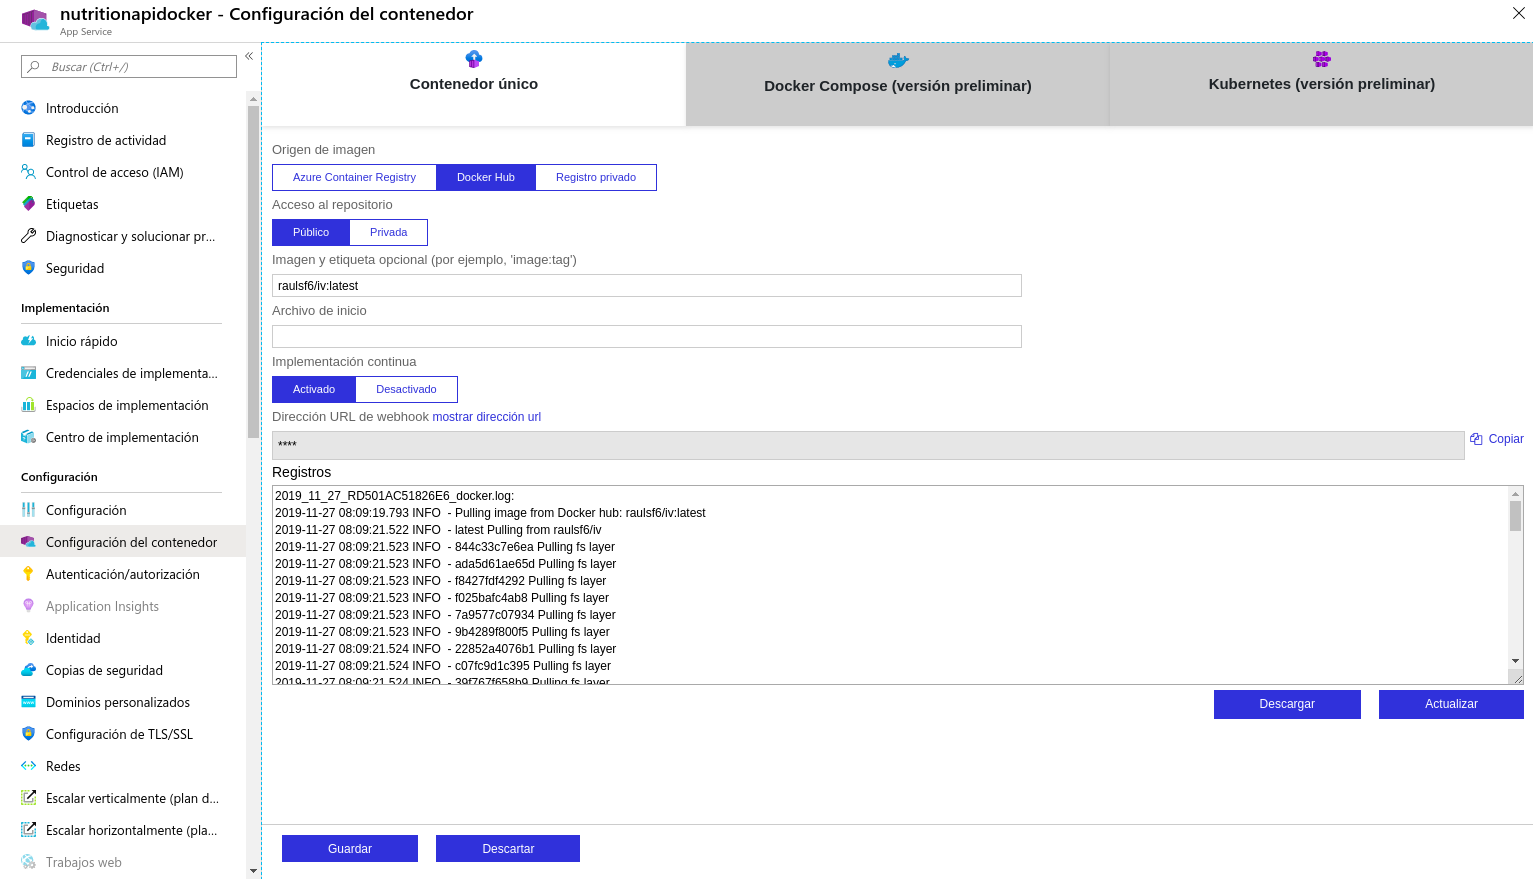 nutritionapidocker - Configuración del contenedor
App Service
Buscar (Ctrl+/)
Introducción
Registro de actividad
Control de acceso (IAM)
Etiquetas
Diagnosticar y solucionar pr...
Seguridad
Implementación
Inicio rápido
Credenciales de implementa...
Espacios de implementación
Centro de implementación
Configuración
Configuración
Configuración del contenedor
Autenticación/autorización
Application Insights
Identidad
Copias de seguridad
Dominios personalizados
Configuración de TLS/SSL
Redes
Escalar verticalmente (plan d...
Escalar horizontalmente (pla...
Trabajos web
Contenedor único
Docker Compose (versión preliminar)
Kubernetes (versión preliminar)
Origen de imagen
Azure Container Registry Docker Hub Registro privado
Acceso al repositorio
Público Privada
Imagen y etiqueta opcional (por ejemplo, 'image:tag')
raulsf6/iv:latest
Archivo de inicio
Implementación continua
Activado Desactivado
Dirección URL de webhook mostrar dirección url
**** Copiar
Registros
2019_11_27_RD501AC51826E6_docker.log:
2019-11-27 08:09:19.793 INFO - Pulling image from Docker hub: raulsf6/iv:latest
2019-11-27 08:09:21.522 INFO - latest Pulling from raulsf6/iv
2019-11-27 08:09:21.523 INFO - 844c33c7e6ea Pulling fs layer
2019-11-27 08:09:21.523 INFO - ada5d61ae65d Pulling fs layer
2019-11-27 08:09:21.523 INFO - f8427fdf4292 Pulling fs layer
2019-11-27 08:09:21.523 INFO - f025bafc4ab8 Pulling fs layer
2019-11-27 08:09:21.523 INFO - 7a9577c07934 Pulling fs layer
2019-11-27 08:09:21.523 INFO - 9b4289f800f5 Pulling fs layer
2019-11-27 08:09:21.524 INFO - 22852a4076b1 Pulling fs layer
2019-11-27 08:09:21.524 INFO - c07fc9d1c395 Pulling fs layer
2019-11-27 08:09:21.524 INFO - 39f767f658b9 Pulling fs layer
Descargar Actualizar
Guardar Descartar